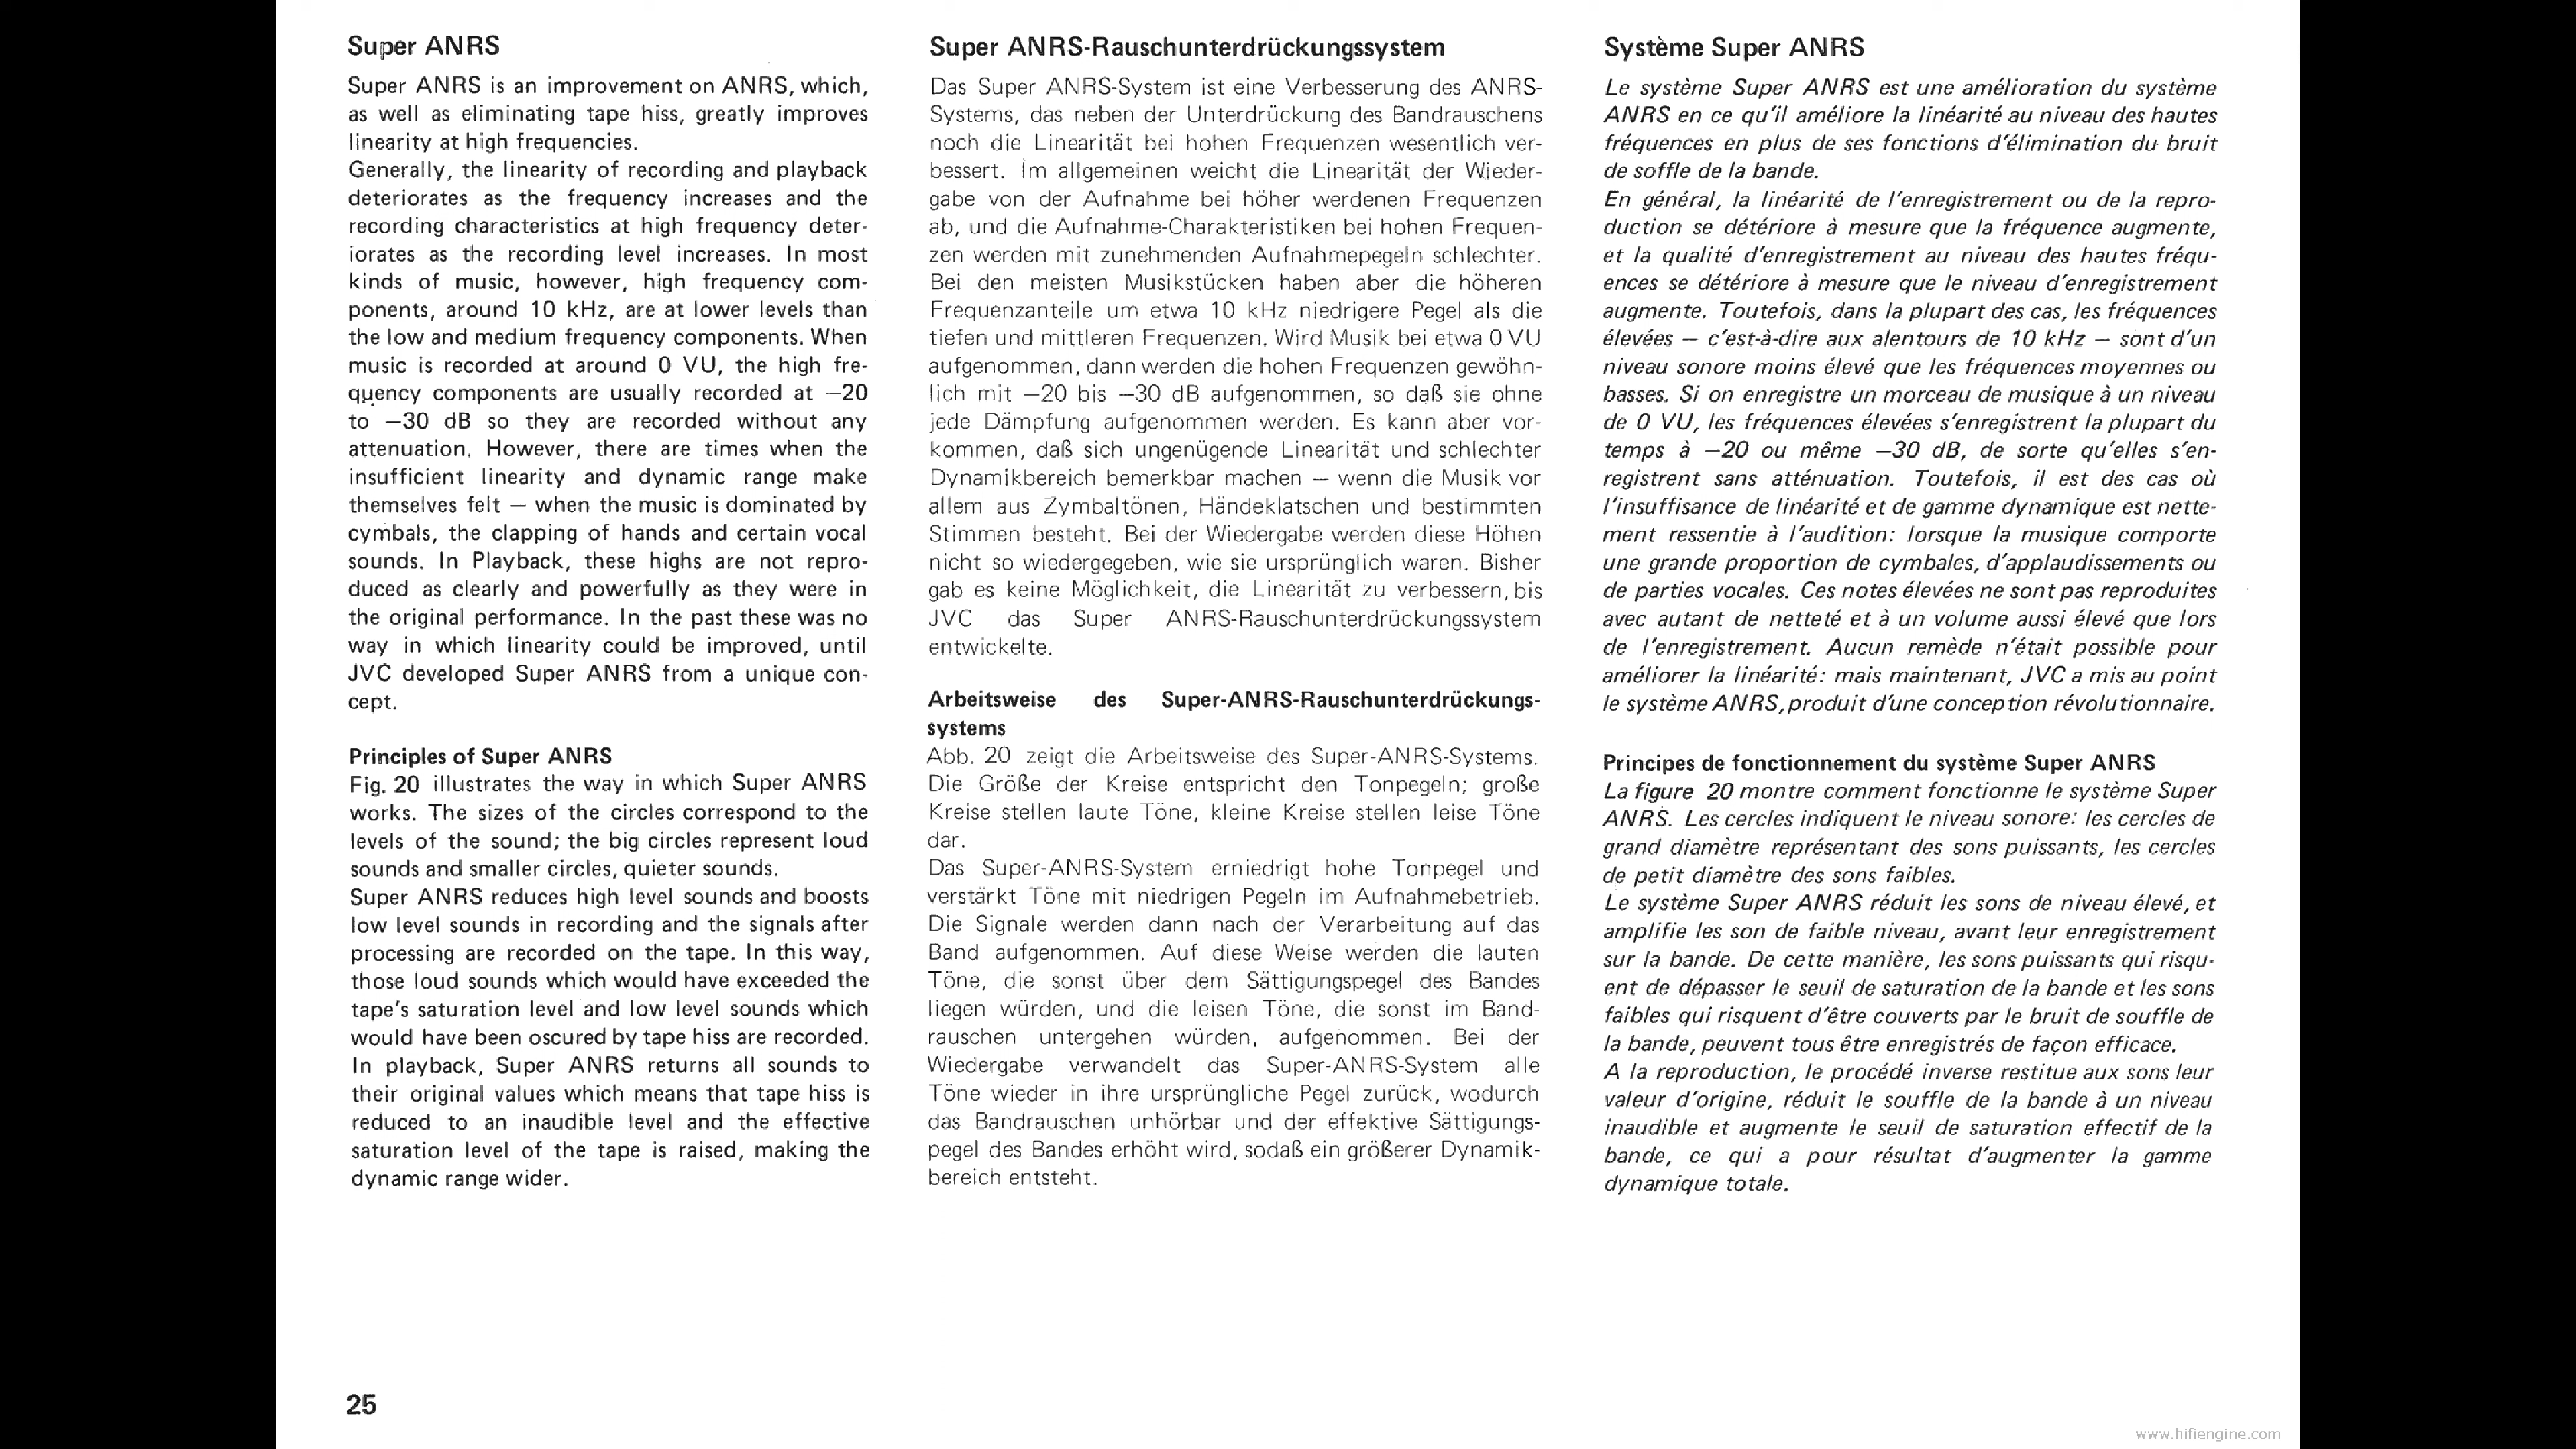 Super ANRS
Super ANRS is an improvement on ANRS, which,
as well as eliminating tape hiss, greatly improves
linearity at high frequencies.
Generally, the linearity of recording and playback
deteriorates as the frequency increases and the
recording characteristics at high frequency deter-
iorates as the recording level increases. In most
kinds of music, however, high frequency com-
ponents, around 10 kHz, are at lower levels than
the low and medium frequency components. When
music is recorded at around 0 VU, the high fre-
quency components are usually recorded at —20
to —30 dB so they are recorded without any
attenuation. However, there are times when the
insufficient linearity and dynamic range make
themselves felt — when the music is dominated by
cymbals, the clapping of hands and certain vocal
sounds. In Playback, these highs are not repro-
duced as clearly and powerfully as they were in
the original performance. In the past these was no
way in which linearity could be improved, until
JVC developed Super ANRS from a unique con-
cept.
Principles of Super ANRS
Fig. 20 illustrates the way in which Super ANRS
works. The sizes of the circles correspond to the
levels of the sound; the big circles represent loud
sounds and smaller circles, quieter sounds.
Super ANRS reduces high level sounds and boosts
low level sounds in recording and the signals after
processing are recorded on the tape. In this way,
those loud sounds which would have exceeded the
tape's saturation level and low level sounds which
would have been oscured by tape hiss are recorded.
In playback, Super ANRS returns all sounds to
their original values which means that tape hiss is
reduced to an inaudible level and the effective
saturation level of the tape is raised, making the
dynamic range wider.
25
Super ANRS-Rauschunterdrückungssystem
Das Super ANRS-System ist eine Verbesserung des ANRS-
Systems, das neben der Unterdrückung des Bandrauschens
noch die Linearität bei hohen Frequenzen wesentlich ver-
bessert. Im allgemeinen weicht die Linearität der Wieder-
gabe von der Aufnahme bei höher werdenen Frequenzen
ab, und die Aufnahme-Charakteristiken bei hohen Frequen-
zen werden mit zunehmenden Aufnahmepegeln schlechter.
Bei den meisten Musikstücken haben aber die höheren
Frequenzanteile um etwa 10 kHz niedrigere Pegel als die
tiefen und mittleren Frequenzen. Wird Musik bei etwa 0 VU
aufgenommen, dann werden die hohen Frequenzen gewöhn-
lich mit —20 bis —30 dB aufgenommen, so daß sie ohne
jede Dämpfung aufgenommen werden. Es kann aber vor-
kommen, daß sich ungenügende Linearität und schlechter
Dynamikbereich bemerkbar machen — wenn die Musik vor
allem aus Zymbaltönen, Händeklatschen und bestimmten
Stimmen besteht. Bei der Wiedergabe werden diese Höhen
nicht so wiedergegeben, wie sie ursprünglich waren. Bisher
gab es keine Möglichkeit, die Linearität zu verbessern, bis
JVC das Super ANRS-Rauschunterdrückungssystem
entwickelte.
Arbeitsweise des Super-ANRS-Rauschunterdrückungs-
systems
Abb. 20 zeigt die Arbeitsweise des Super-ANRS-Systems.
Die Größe der Kreise entspricht den Tonpegeln; große
Kreise stellen laute Töne, kleine Kreise stellen leise Töne
dar.
Das Super-ANRS-System erniedrigt hohe Tonpegel und
verstärkt Töne mit niedrigen Pegeln im Aufnahmebetrieb.
Die Signale werden dann nach der Verarbeitung auf das
Band aufgenommen. Auf diese Weise werden die lauten
Töne, die sonst über dem Sättigungspegel des Bandes
liegen würden, und die leisen Töne, die sonst im Band-
rauschen untergehen würden, aufgenommen. Bei der
Wiedergabe verwandelt das Super-ANRS-System alle
Töne wieder in ihre ursprüngliche Pegel zurück, wodurch
das Bandrauschen unhörbar und der effektive Sättigungs-
pegel des Bandes erhöht wird, sodaß ein größerer Dynamik-
bereich entsteht.
Système Super ANRS
Le système Super ANRS est une amélioration du système
ANRS en ce qu'il améliore la linéarité au niveau des hautes
fréquences en plus de ses fonctions d'élimination du bruit
de soffle de la bande.
En général, la linéarité de l'enregistrement ou de la repro-
duction se détériore à mesure que la fréquence augmente,
et la qualité d'enregistrement au niveau des hautes fréqu-
ences se détériore à mesure que le niveau d'enregistrement
augmente. Toutefois, dans la plupart des cas, les fréquences
élevées — c'est-à-dire aux alentours de 10 kHz — sont d'un
niveau sonore moins élevé que les fréquences moyennes ou
basses. Si on enregistre un morceau de musique à un niveau
de 0 VU, les fréquences élevées s'enregistrent la plupart du
temps à —20 ou même —30 dB, de sorte qu'elles s'en-
registrent sans atténuation. Toutefois, il est des cas où
l'insuffisance de linéarité et de gamme dynamique est nette-
ment ressentie à l'audition: lorsque la musique comporte
une grande proportion de cymbales, d'applaudissements ou
de parties vocales. Ces notes élevées ne sont pas reproduites
avec autant de netteté et à un volume aussi élevé que lors
de l'enregistrement. Aucun remède n'était possible pour
améliorer la linéarité: mais maintenant, JVC a mis au point
le système ANRS, produit d'une conception révolutionnaire.
Principes de fonctionnement du système Super ANRS
La figure 20 montre comment fonctionne le système Super
ANRS. Les cercles indiquent le niveau sonore: les cercles de
grand diamètre représentant des sons puissants, les cercles
de petit diamètre des sons faibles.
Le système Super ANRS réduit les sons de niveau élevé, et
amplifie les son de faible niveau, avant leur enregistrement
sur la bande. De cette manière, les sons puissants qui risqu-
ent de dépasser le seuil de saturation de la bande et les sons
faibles qui risquent d'être couverts par le bruit de souffle de
la bande, peuvent tous être enregistrés de façon efficace.
A la reproduction, le procédé inverse restitue aux sons leur
valeur d'origine, réduit le souffle de la bande à un niveau
inaudible et augmente le seuil de saturation effectif de la
bande, ce qui a pour résultat d'augmenter la gamme
dynamique totale.
www.hifiengine.com